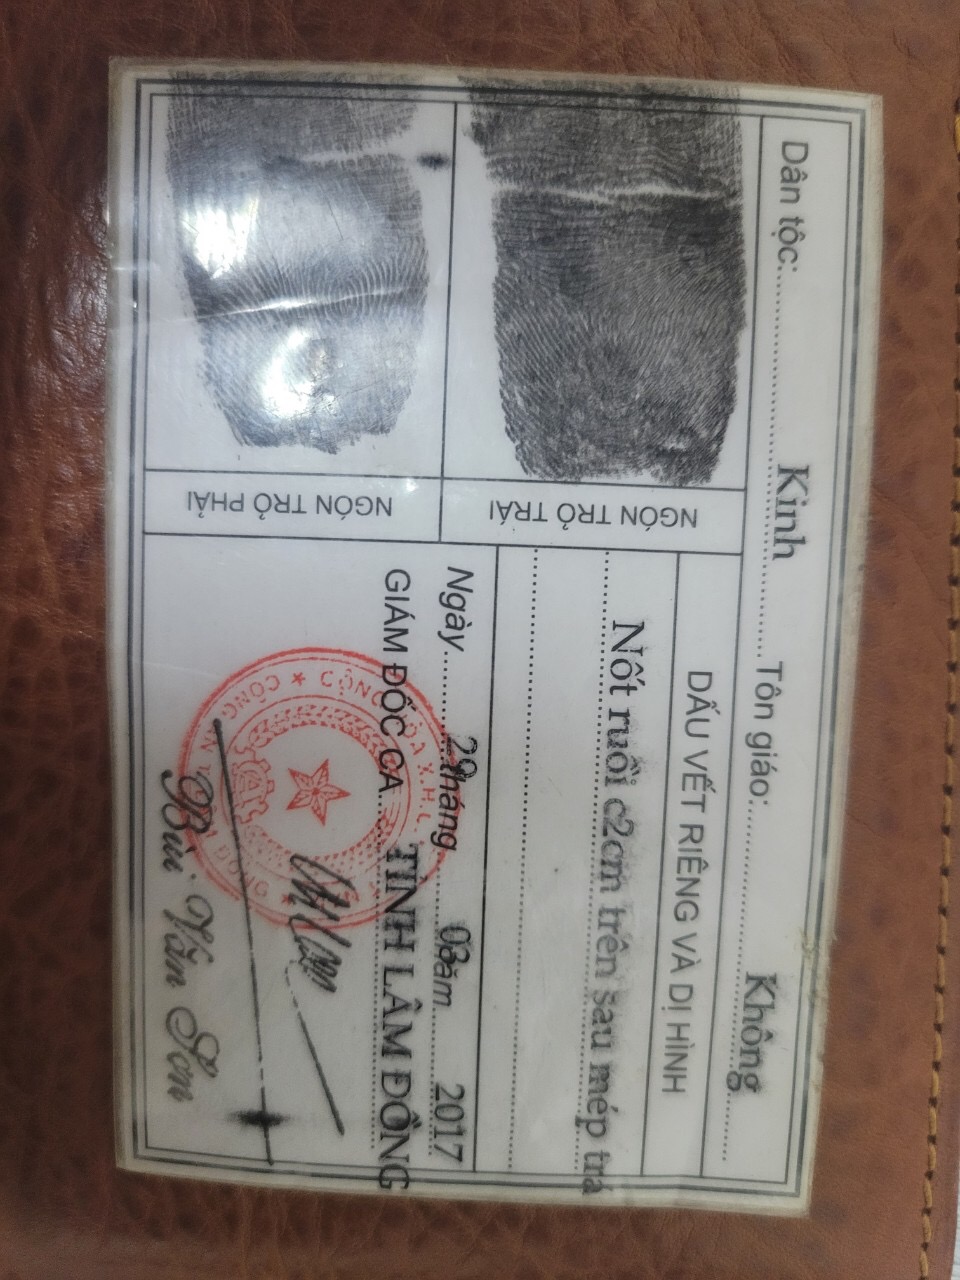 Dân tộc: Kinh Tôn giáo: Không
NGÓN TRỎ TRÁI
NGÓN TRỎ PHẢI
DẤU VẾT RIÊNG VÀ DỊ HÌNH
Nốt ruồi c2cm trên sau mép trá
Ngày 29 tháng 03 năm 2017
GIÁM ĐỐC CA TỈNH LÂM ĐỒNG
Bùi Văn Sơn